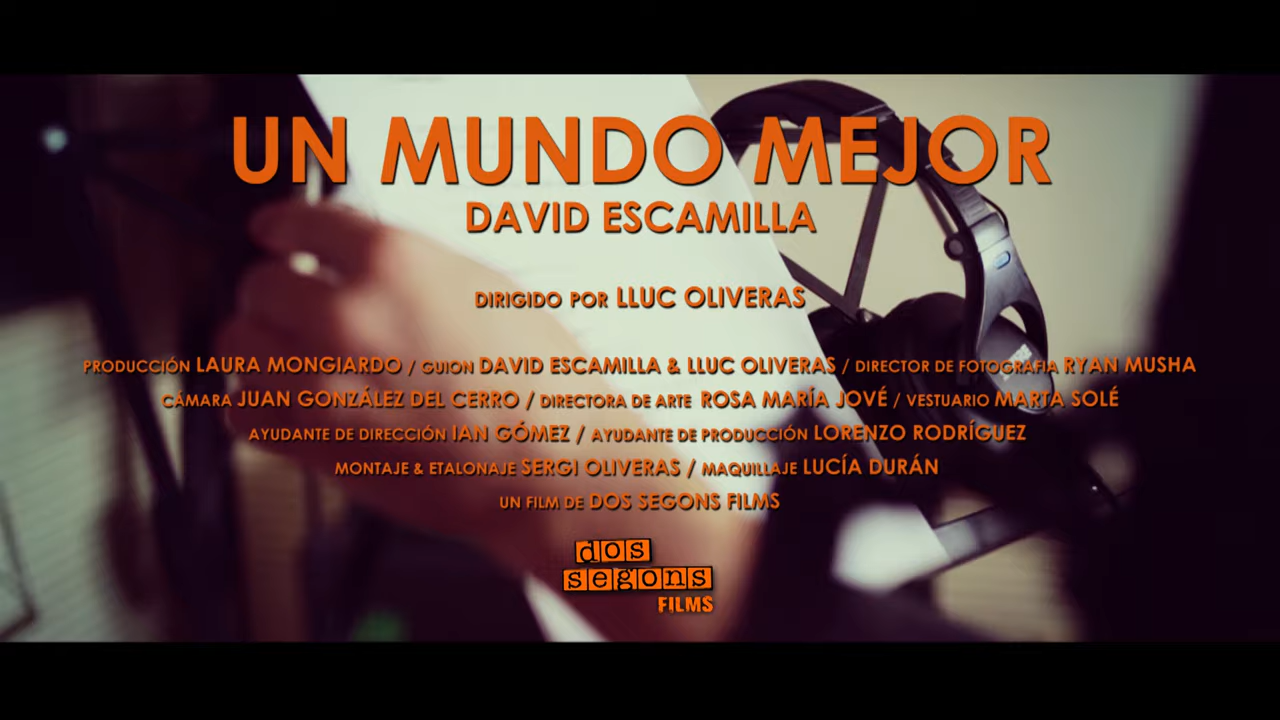 UN MUNDO MEJOR
DAVID ESCAMILLA
DIRIGIDO POR LLUC OLIVERAS
PRODUCCIÓN LAURA MONGIARDO / GUION DAVID ESCAMILLA & LLUC OLIVERAS / DIRECTOR DE FOTOGRAFIA RYAN MUSHA
CÁMARA JUAN GONZÁLEZ DEL CERRO / DIRECTORA DE ARTE ROSA MARÍA JOVÉ / VESTUARIO MARTA SOLÉ
AYUDANTE DE DIRECCIÓN IAN GÓMEZ / AYUDANTE DE PRODUCCIÓN LORENZO RODRÍGUEZ
MONTAJE & ETALONAJE SERGI OLIVERAS / MAQUILLAJE LUCÍA DURÁN
UN FILM DE DOS SEGONS FILMS
dos
segons
FILMS